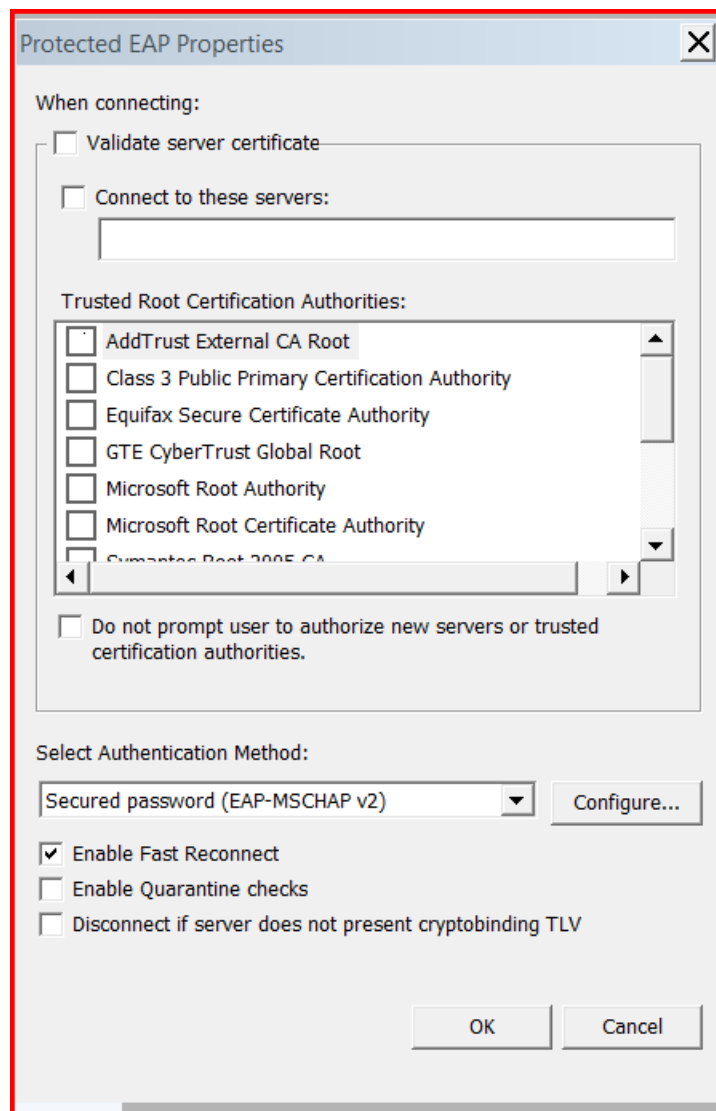 Protected EAP Properties
When connecting:
Validate server certificate
Connect to these servers:
Trusted Root Certification Authorities:
AddTrust External CA Root
Class 3 Public Primary Certification Authority
Equifax Secure Certificate Authority
GTE CyberTrust Global Root
Microsoft Root Authority
Microsoft Root Certificate Authority
Symantec Root 2005 CA
Do not prompt user to authorize new servers or trusted
certification authorities.
Select Authentication Method:
Secured password (EAP-MSCHAP v2)
Configure...
Enable Fast Reconnect
Enable Quarantine checks
Disconnect if server does not present cryptobinding TLV
OK
Cancel